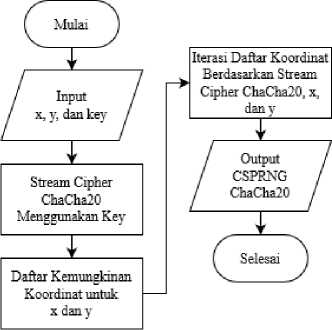 Mulai
Input
x, y, dan key
Stream Cipher
ChaCha20
Menggunakan Key
Daftar Kemungkinan
Koordinat untuk
x dan y
Iterasi Daftar Koordinat
Berdasarkan Stream
Cipher ChaCha20, x,
dan y
Output
CSPRNG
ChaCha20
Selesai